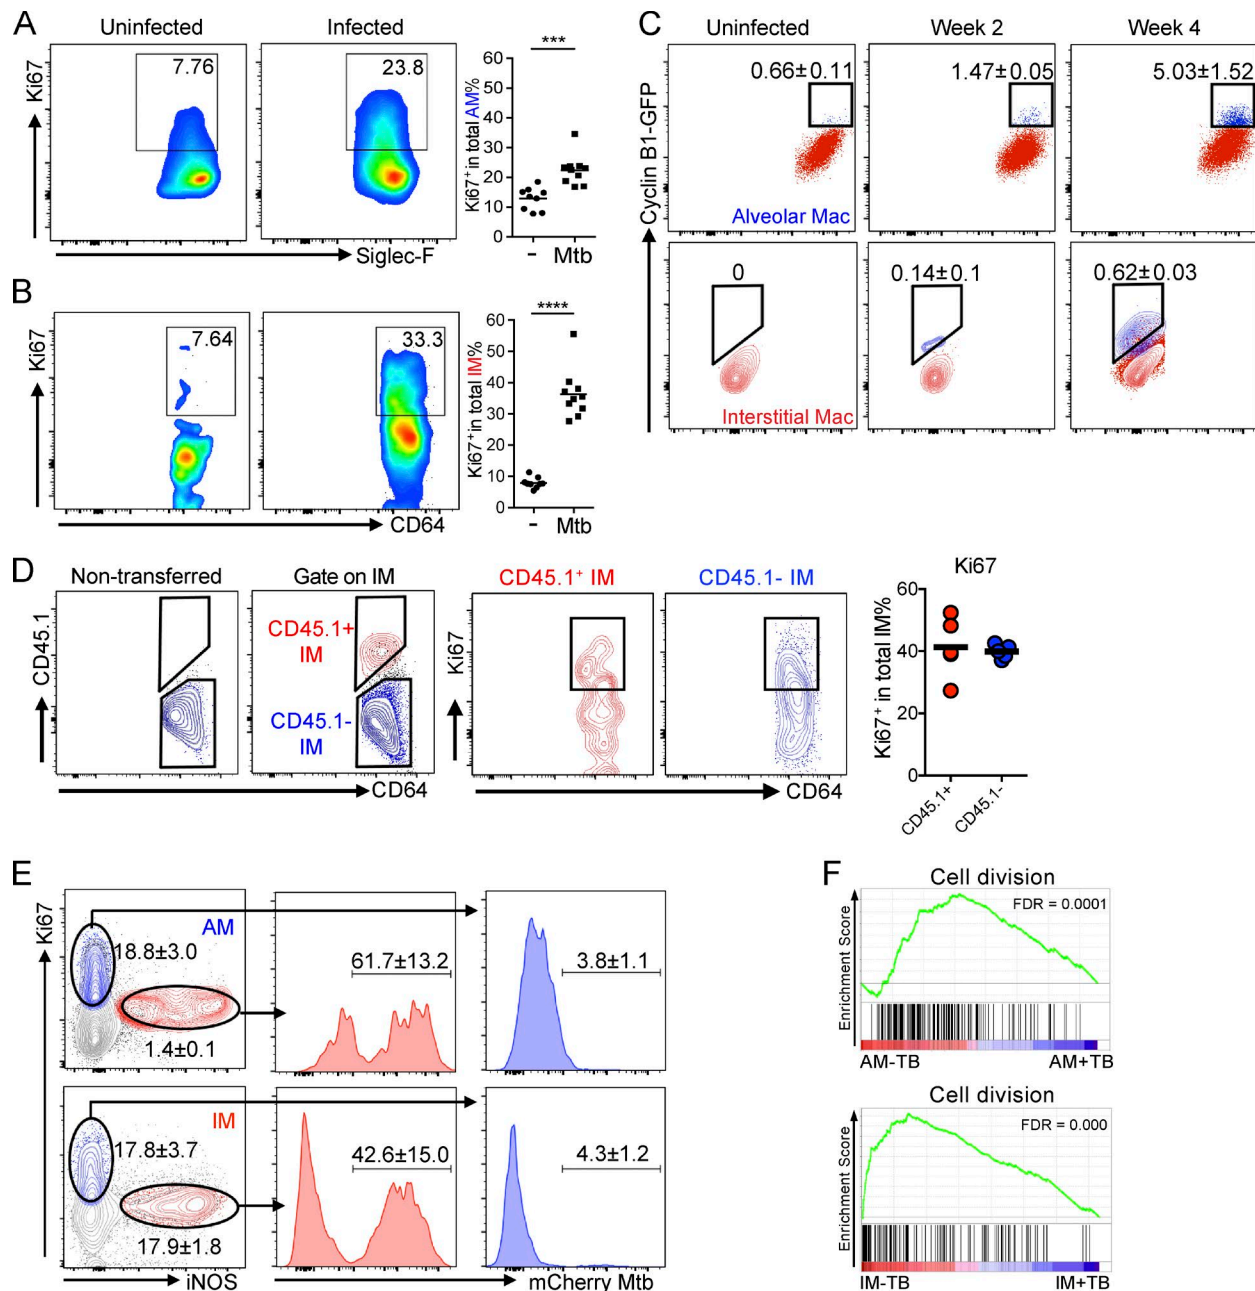 A
Uninfected
Infected
Ki67
7.76
23.8
Siglec-F
***
Ki67⁺ in total AM%
60
50
40
30
20
10
0
-
Mtb
B
Ki67
7.64
33.3
CD64
****
Ki67⁺ in total IM%
60
50
40
30
20
10
0
-
Mtb
C
Uninfected
Week 2
Week 4
Cyclin B1-GFP
0.66±0.11
1.47±0.05
5.03±1.52
Alveolar Mac
0
0.14±0.1
0.62±0.03
Interstitial Mac
D
Non-transferred
Gate on IM
CD45.1
CD45.1+
IM
CD45.1-
IM
CD64
CD45.1⁺ IM
CD45.1- IM
Ki67
CD64
Ki67
Ki67⁺ in total IM%
60
40
20
0
CD45.1+
CD45.1-
E
Ki67
AM
18.8±3.0
1.4±0.1
61.7±13.2
3.8±1.1
IM
17.8±3.7
17.9±1.8
42.6±15.0
4.3±1.2
iNOS
mCherry Mtb
F
Cell division
FDR = 0.0001
Enrichment Score
AM-TB
AM+TB
Cell division
FDR = 0.000
Enrichment Score
IM-TB
IM+TB